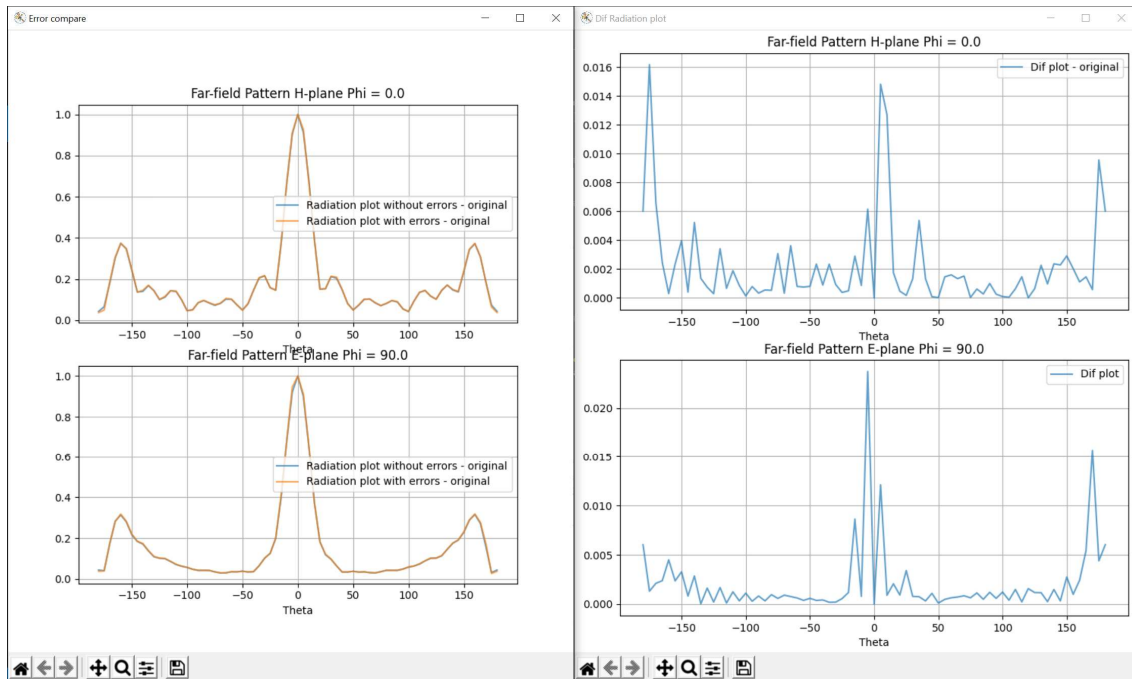 Error compare
Far-field Pattern H-plane Phi = 0.0
1.0
0.8
0.6
0.4
0.2
0.0
Radiation plot without errors - original
Radiation plot with errors - original
−150 −100 −50 0 50 100 150
Theta
Far-field Pattern E-plane Phi = 90.0
1.0
0.8
0.6
0.4
0.2
0.0
Radiation plot without errors - original
Radiation plot with errors - original
−150 −100 −50 0 50 100 150
Theta
Dif Radiation plot
Far-field Pattern H-plane Phi = 0.0
0.016
0.014
0.012
0.010
0.008
0.006
0.004
0.002
0.000
Dif plot - original
−150 −100 −50 0 50 100 150
Theta
Far-field Pattern E-plane Phi = 90.0
0.020
0.015
0.010
0.005
0.000
Dif plot
−150 −100 −50 0 50 100 150
Theta